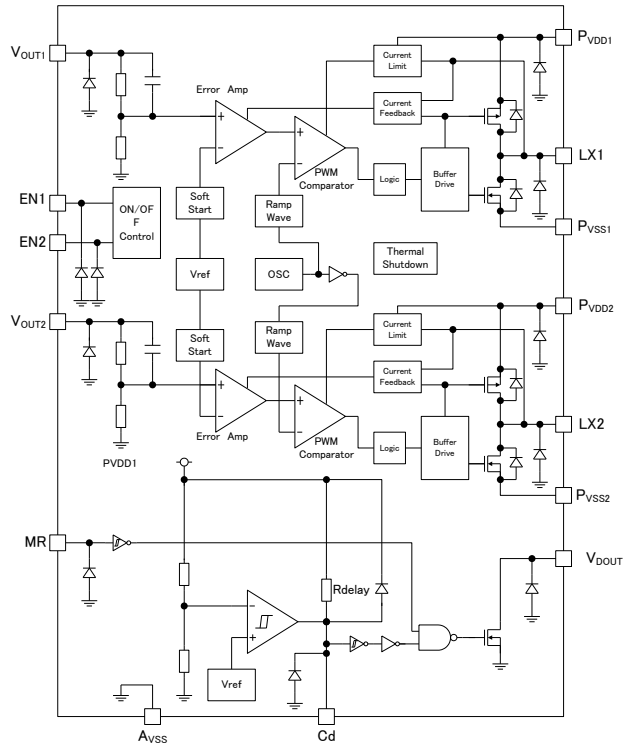 VOUT1
PVDD1
Current
Limit
Error Amp
Current
Feedback
+
-
+
-
PWM
Comparator
Logic
Buffer
Drive
LX1
EN1
ON/OF
F
Control
EN2
Soft
Start
Ramp
Wave
PVSS1
Vref
OSC
Thermal
Shutdown
VOUT2
PVDD2
Soft
Start
Ramp
Wave
Current
Limit
Current
Feedback
-
+
+
-
Error Amp
PWM
Comparator
Logic
Buffer
Drive
LX2
PVDD1
PVSS2
MR
VDOUT
Rdelay
-
+
Vref
AVSS
Cd